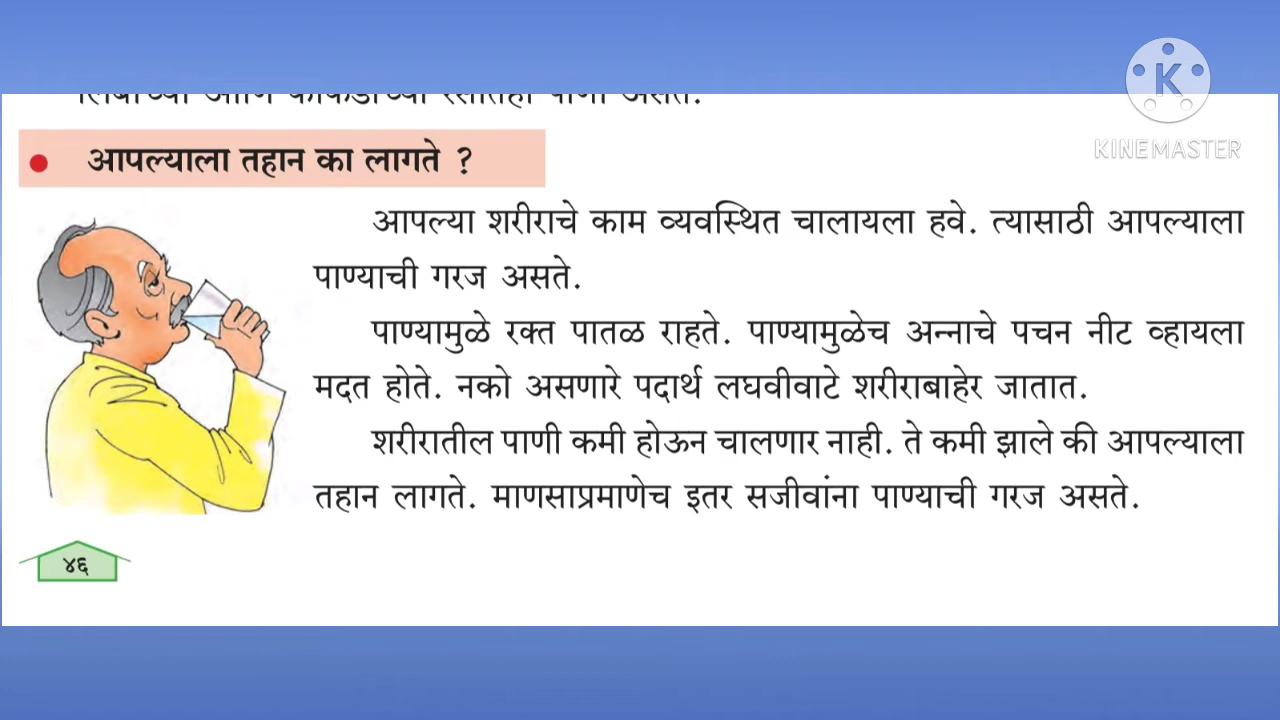 आणि पाणी असते.
KINEMASTER
• आपल्याला तहान का लागते ?
आपल्या शरीराचे काम व्यवस्थित चालायला हवे. त्यासाठी आपल्याला
पाण्याची गरज असते.
पाण्यामुळे रक्त पातळ राहते. पाण्यामुळेच अन्नाचे पचन नीट व्हायला
मदत होते. नको असणारे पदार्थ लघवीवाटे शरीराबाहेर जातात.
शरीरातील पाणी कमी होऊन चालणार नाही. ते कमी झाले की आपल्याला
तहान लागते. माणसाप्रमाणेच इतर सजीवांना पाण्याची गरज असते.
४६